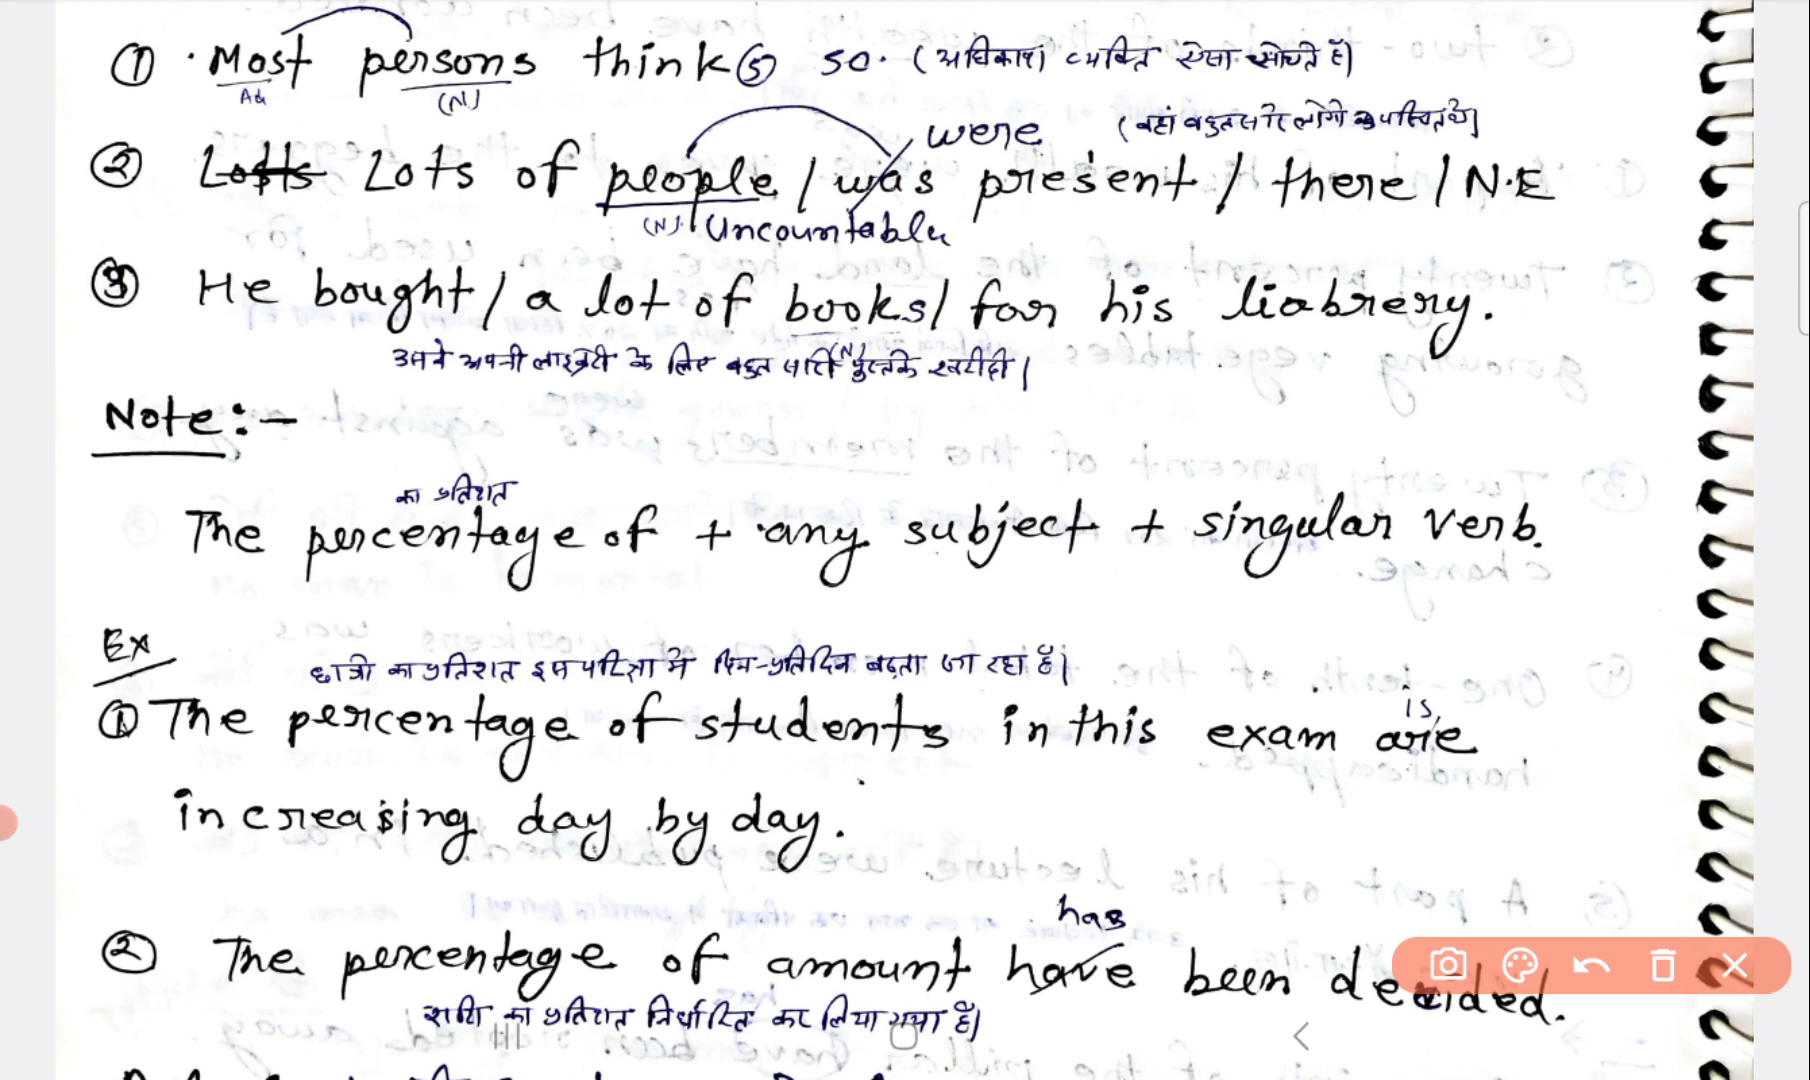 ① Most persons think(s) so. (अधिकांश व्यक्ति ऐसा सोचते हैं)
Ad (N)
were (वहां बहुत सारे लोग उपस्थित थे)
② Lotts Lots of people / was present / there / N.E
(N) Uncountable
③ He bought / a lot of books / for his liabrery.
(N)
उसने अपनी लाइब्रेरी के लिए बहुत सारी पुस्तके खरीदी।
Note:-
का प्रतिशत
The percentage of + any subject + singular verb.
Ex
छात्रो का प्रतिशत इस परिक्षा मे दिन-प्रतिदिन बढ़ता जा रहा है।
is
① The percentage of students in this exam are
increasing day by day.
has
② The percentage of amount have been decided.
राशि का प्रतिशत निर्धारित कर लिया गया है।